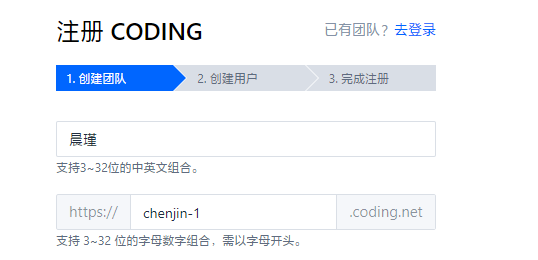 注册 CODING
已有团队？去登录
1. 创建团队 2. 创建用户 3. 完成注册
晨瑾
支持3~32位的中英文组合。
https:// chenjin-1 .coding.net
支持 3~32 位的字母数字组合，需以字母开头。